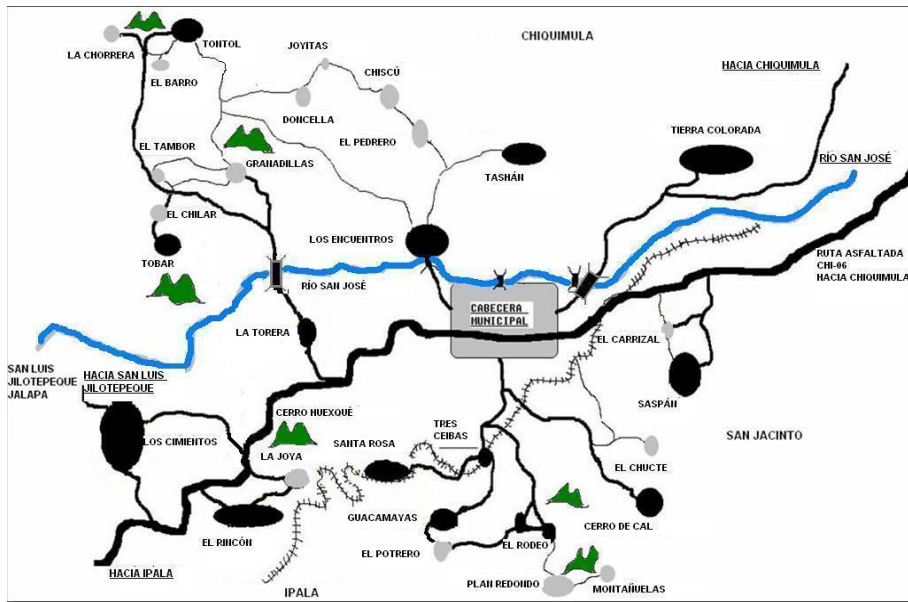 CHIQUIMULA
TONTOL
JOYITAS
LA CHORRERA
HACIA CHIQUIMULA
CHISCÚ
EL BARRO
DONCELLA
TIERRA COLORADA
EL PEDRERO
EL TAMBOR
GRANADILLAS
RÍO SAN JOSÉ
TASHÁN
EL CHILAR
LOS ENCUENTROS
TOBAR
RUTA ASFALTADA
CHI-06
HACIA CHIQUIMULA
RÍO SAN JOSÉ
CABECERA
MUNICIPAL
LA TORERA
EL CARRIZAL
SAN LUIS
JILOTEPEQUE
JALAPA
HACIA SAN LUIS
JILOTEPEQUE
SASPÁN
CERRO HUEXQUÉ
TRES
CEIBAS
SAN JACINTO
LOS CIMIENTOS
SANTA ROSA
LA JOYA
EL CHUCTE
GUACAMAYAS
CERRO DE CAL
EL RINCÓN
EL RODEO
EL POTRERO
HACIA IPALA
PLAN REDONDO
MONTAÑUELAS
IPALA